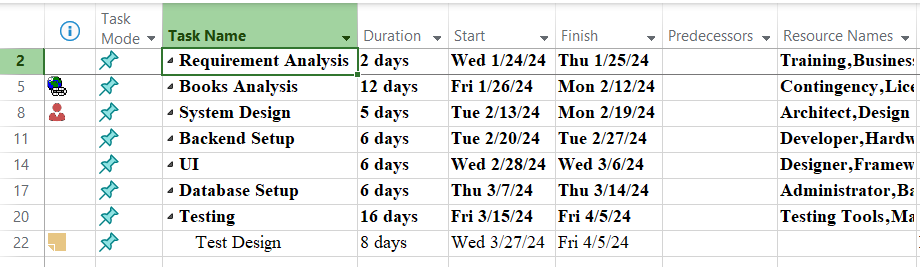 Task Mode Task Name Duration Start Finish Predecessors Resource Names
2 Requirement Analysis 2 days Wed 1/24/24 Thu 1/25/24 Training,Busines
5 Books Analysis 12 days Fri 1/26/24 Mon 2/12/24 Contingency,Lice
8 System Design 5 days Tue 2/13/24 Mon 2/19/24 Architect,Design
11 Backend Setup 6 days Tue 2/20/24 Tue 2/27/24 Developer,Hardw
14 UI 6 days Wed 2/28/24 Wed 3/6/24 Designer,Framew
17 Database Setup 6 days Thu 3/7/24 Thu 3/14/24 Administrator,Ba
20 Testing 16 days Fri 3/15/24 Fri 4/5/24 Testing Tools,Ma
22 Test Design 8 days Wed 3/27/24 Fri 4/5/24